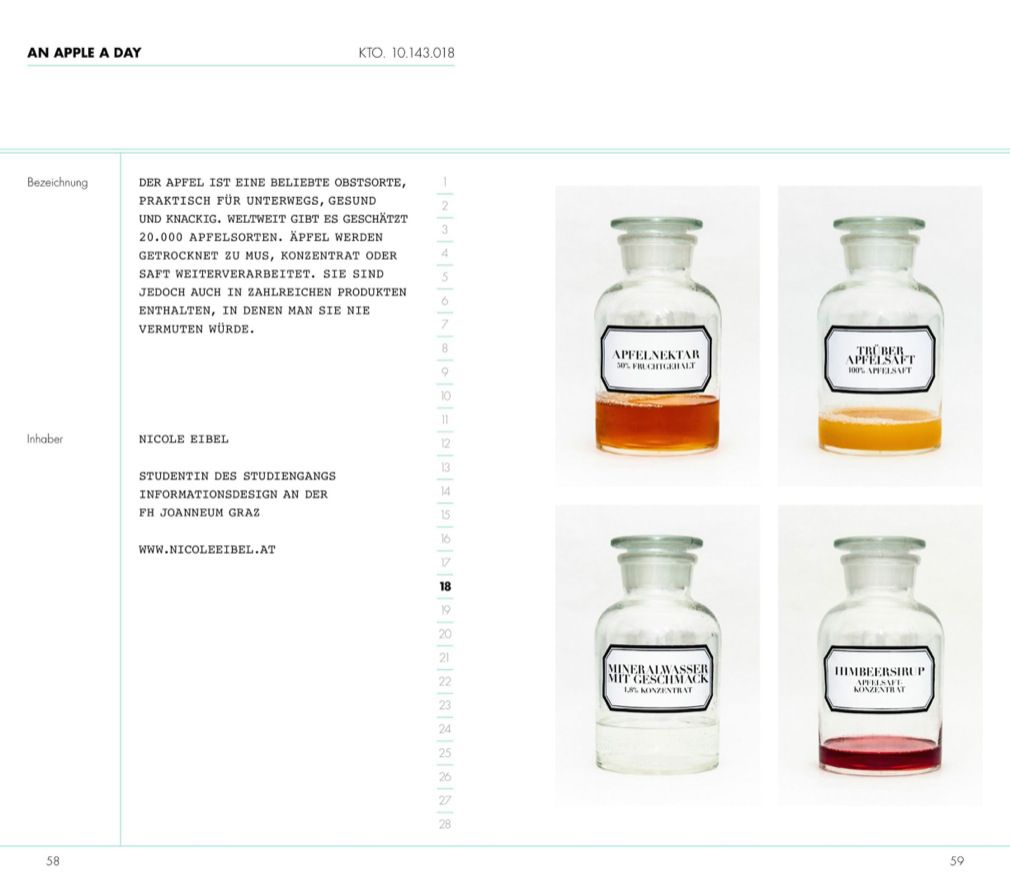 AN APPLE A DAY
KTO. 10.143.018
Bezeichnung
DER APFEL IST EINE BELIEBTE OBSTSORTE,
PRAKTISCH FÜR UNTERWEGS, GESUND
UND KNACKIG. WELTWEIT GIBT ES GESCHÄTZT
20.000 APFELSORTEN. ÄPFEL WERDEN
GETROCKNET ZU MUS, KONZENTRAT ODER
SAFT WEITERVERARBEITET. SIE SIND
JEDOCH AUCH IN ZAHLREICHEN PRODUKTEN
ENTHALTEN, IN DENEN MAN SIE NIE
VERMUTEN WÜRDE.
Inhaber
NICOLE EIBEL
STUDENTIN DES STUDIENGANGS
INFORMATIONSDESIGN AN DER
FH JOANNEUM GRAZ
WWW.NICOLEEIBEL.AT
1
2
3
4
5
6
7
8
9
10
11
12
13
14
15
16
17
18
19
20
21
22
23
24
25
26
27
28
APFELNEKTAR
50% FRUCHTGEHALT
TRÜBER
APFELSAFT
100% APFELSAFT
MINERALWASSER
MIT GESCHMACK
1,8% KONZENTRAT
HIMBEERSIRUP
APFELSAFT-
KONZENTRAT
58
59